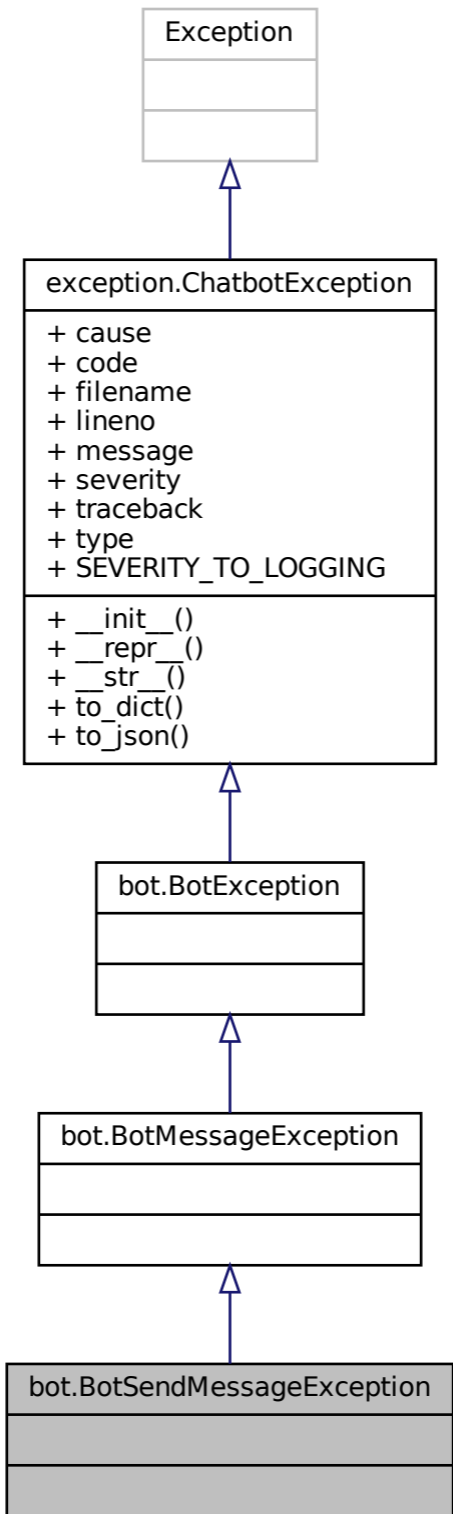 Exception
exception.ChatbotException
+ cause
+ code
+ filename
+ lineno
+ message
+ severity
+ traceback
+ type
+ SEVERITY_TO_LOGGING
+ __init__()
+ __repr__()
+ __str__()
+ to_dict()
+ to_json()
bot.BotException
bot.BotMessageException
bot.BotSendMessageException